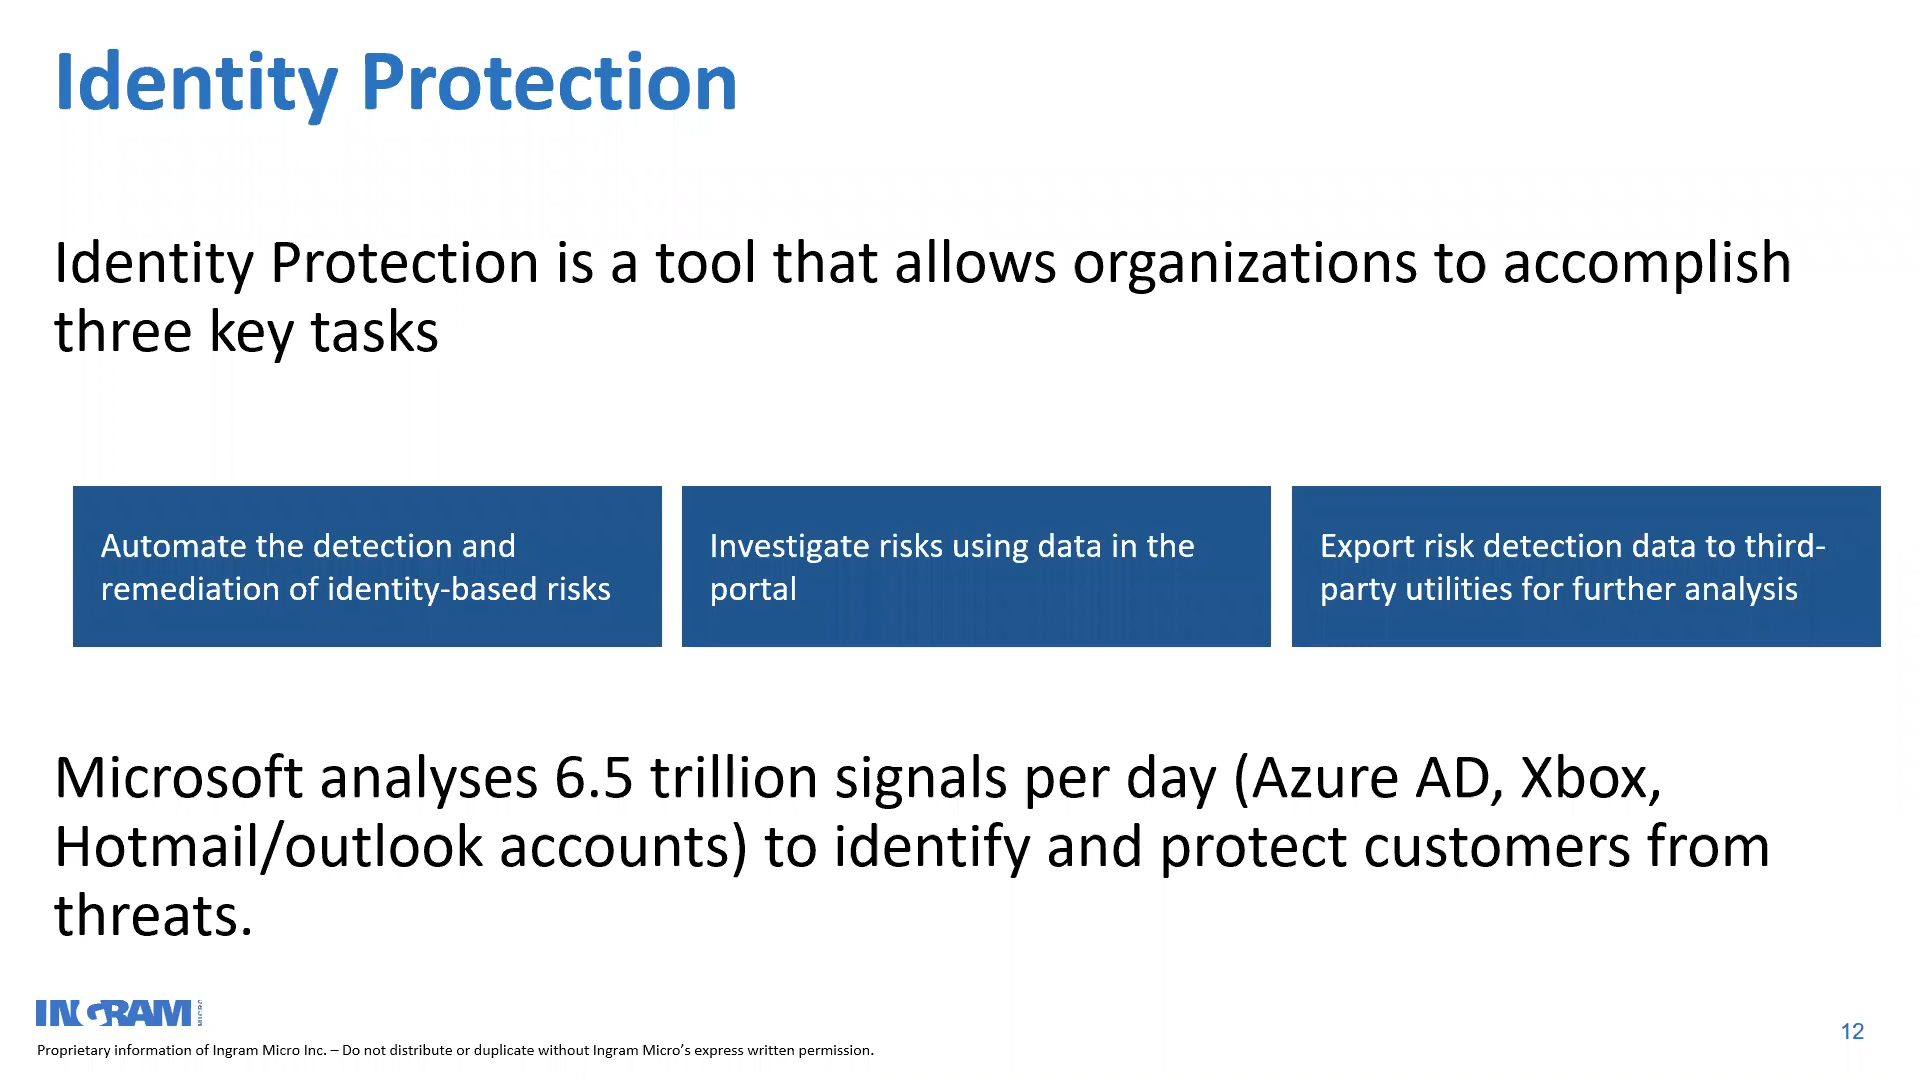 Identity Protection
Identity Protection is a tool that allows organizations to accomplish
three key tasks
Automate the detection and
remediation of identity-based risks
Investigate risks using data in the
portal
Export risk detection data to third-
party utilities for further analysis
Microsoft analyses 6.5 trillion signals per day (Azure AD, Xbox,
Hotmail/outlook accounts) to identify and protect customers from
threats.
INGRAM MICRO
Proprietary information of Ingram Micro Inc. – Do not distribute or duplicate without Ingram Micro's express written permission.
12